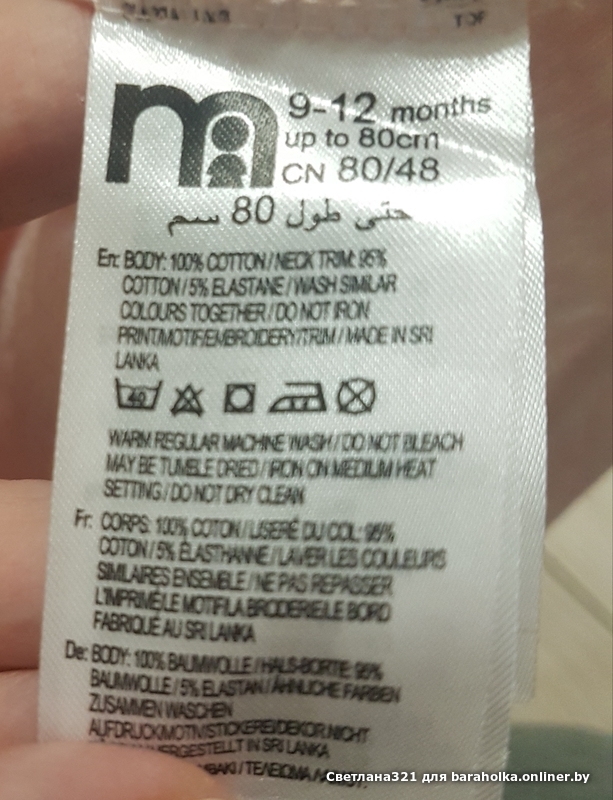 9-12 months
up to 80cm
CN 80/48
حتى طول 80 سم
En: BODY: 100% COTTON / NECK TRIM: 95%
COTTON / 5% ELASTANE / WASH SIMILAR
COLOURS TOGETHER / DO NOT IRON
PRINT/MOTIF/EMBROIDERY/TRIM / MADE IN SRI
LANKA
40
WARM REGULAR MACHINE WASH / DO NOT BLEACH
MAY BE TUMBLE DRIED / IRON ON MEDIUM HEAT
SETTING / DO NOT DRY CLEAN
Fr: CORPS: 100% COTON / LISERÉ DU COL: 95%
COTON / 5% ÉLASTHANNE / LAVER LES COULEURS
SIMILAIRES ENSEMBLE / NE PAS REPASSER
L'IMPRIMÉ/LE MOTIF/LA BRODERIE/LE BORD
FABRIQUÉ AU SRI LANKA
De: BODY: 100% BAUMWOLLE / HALS-BORTE: 95%
BAUMWOLLE / 5% ELASTAN / ÄHNLICHE FARBEN
ZUSAMMEN WASCHEN
AUFDRUCK/MOTIV/STICKEREI/DEKOR NICHT
HERGESTELLT IN SRI LANKA
Светлана321 для baraholka.onliner.by